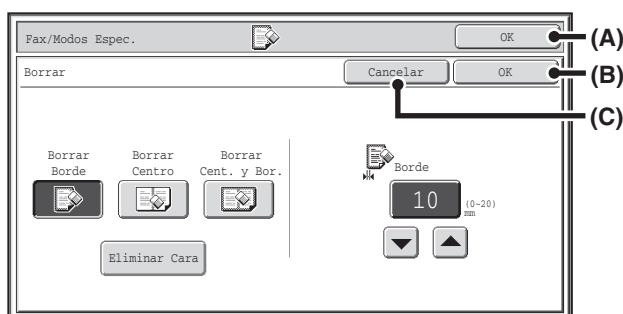 Fax/Modos Espec.
OK
(A)
Borrar
Cancelar
OK
(B)
(C)
Borrar
Borde
Borrar
Centro
Borrar
Cent. y Bor.
Borde
10
(0~20)
mm
Eliminar Cara